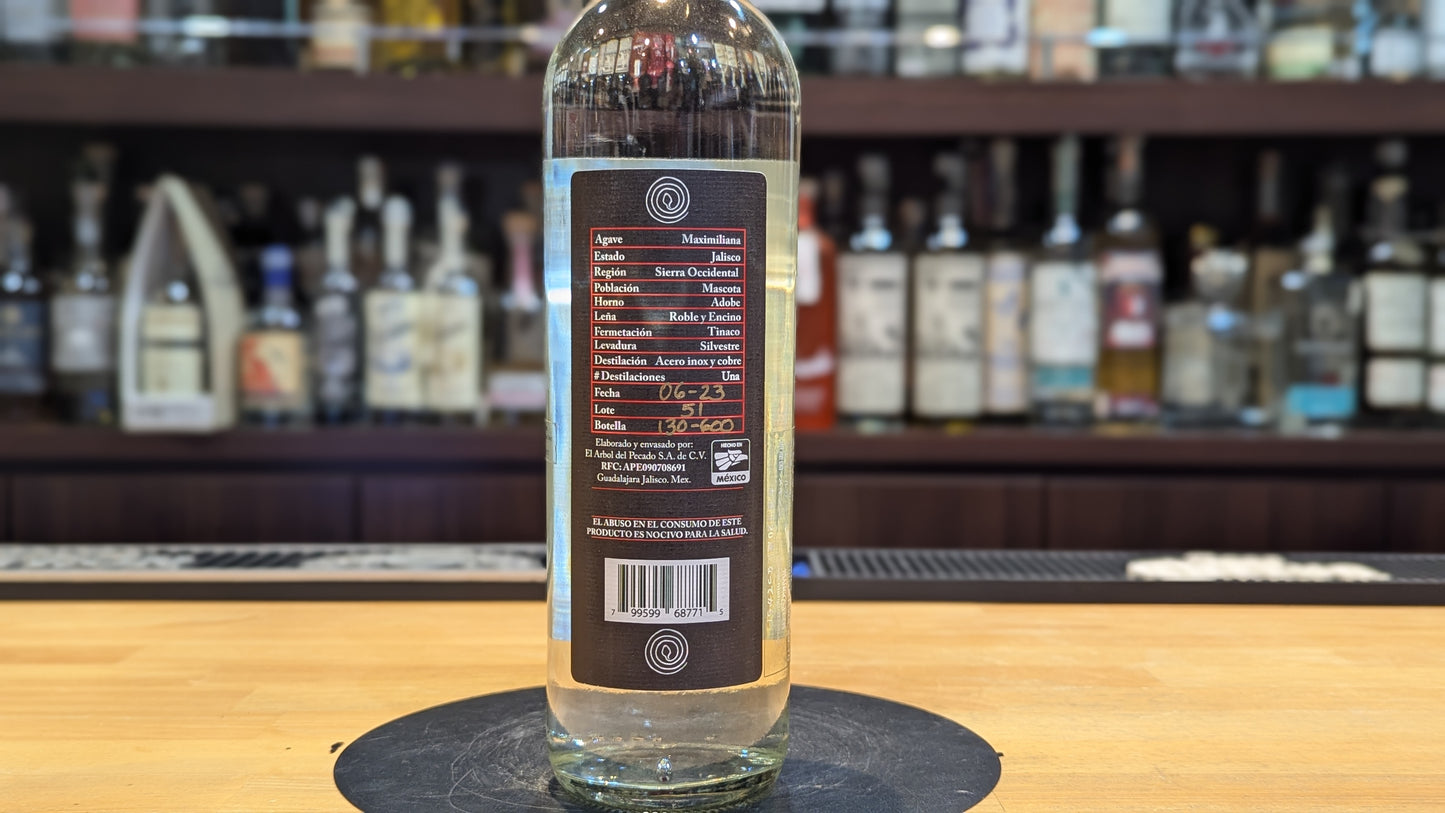 Agave Maximiliana
Estado Jalisco
Región Sierra Occidental
Población Mascota
Horno Adobe
Leña Roble y Encino
Fermetación Tinaco
Levadura Silvestre
Destilación Acero inox y cobre
# Destilaciones Una
Fecha 06-23
Lote 51
Botella 130-600
Elaborado y envasado por:
El Arbol del Pecado S.A. de C.V.
RFC: APE090708691
Guadalajara Jalisco. Mex.
HECHO EN
MÉXICO
EL ABUSO EN EL CONSUMO DE ESTE
PRODUCTO ES NOCIVO PARA LA SALUD.
7 99599 68771 5